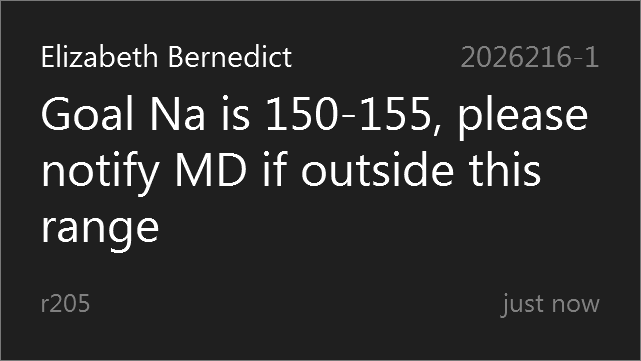 Elizabeth Bernedict 2026216-1
Goal Na is 150-155, please
notify MD if outside this
range
r205 just now